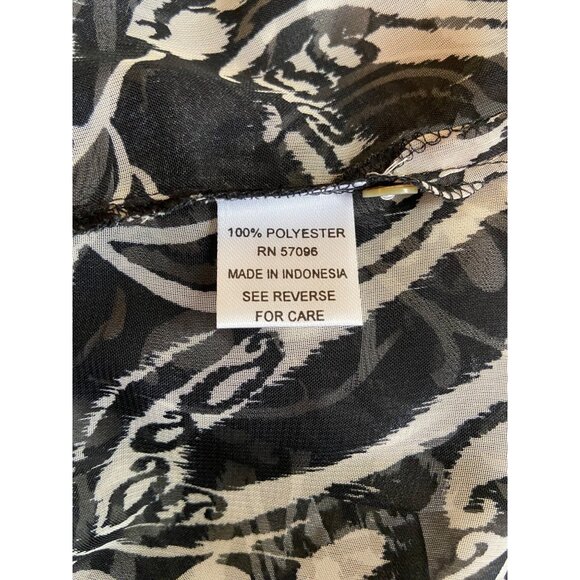 100% POLYESTER
RN 57096
MADE IN INDONESIA
SEE REVERSE
FOR CARE